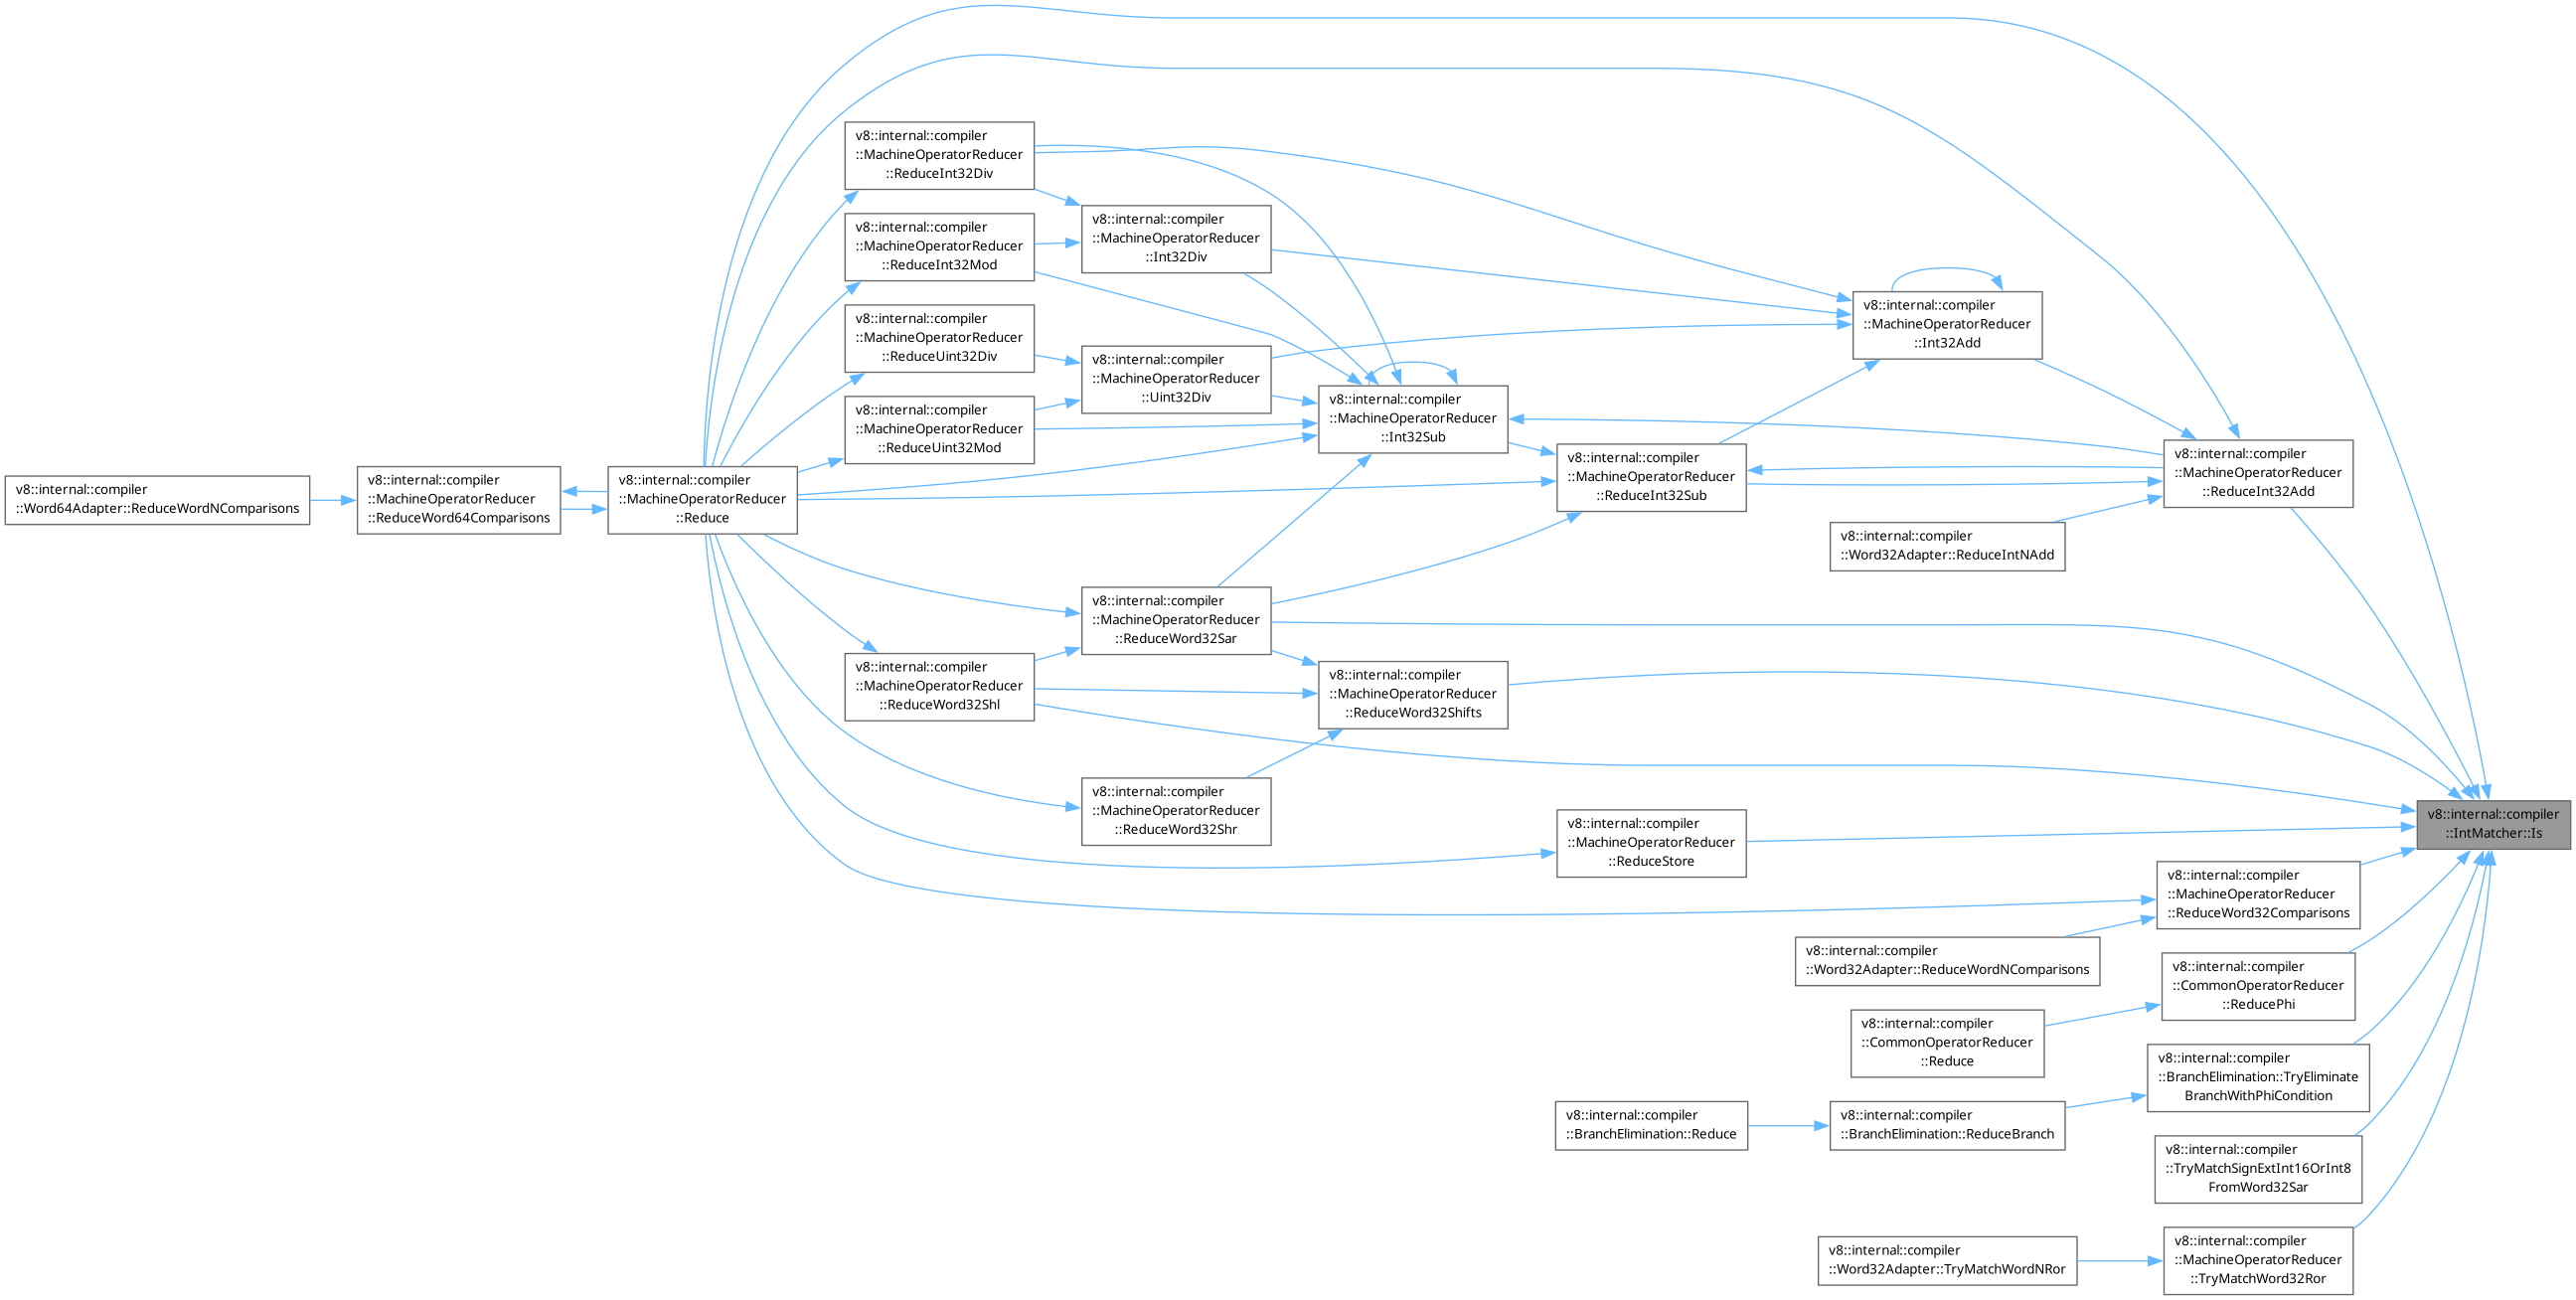 v8::internal::compiler
::MachineOperatorReducer
::ReduceInt32Div
v8::internal::compiler
::MachineOperatorReducer
::Int32Div
v8::internal::compiler
::MachineOperatorReducer
::ReduceInt32Mod
v8::internal::compiler
::MachineOperatorReducer
::Int32Add
v8::internal::compiler
::MachineOperatorReducer
::ReduceUint32Div
v8::internal::compiler
::MachineOperatorReducer
::Uint32Div
v8::internal::compiler
::MachineOperatorReducer
::Int32Sub
v8::internal::compiler
::MachineOperatorReducer
::ReduceUint32Mod
v8::internal::compiler
::MachineOperatorReducer
::ReduceInt32Sub
v8::internal::compiler
::MachineOperatorReducer
::ReduceInt32Add
v8::internal::compiler
::Word64Adapter::ReduceWordNComparisons
v8::internal::compiler
::MachineOperatorReducer
::ReduceWord64Comparisons
v8::internal::compiler
::MachineOperatorReducer
::Reduce
v8::internal::compiler
::Word32Adapter::ReduceIntNAdd
v8::internal::compiler
::MachineOperatorReducer
::ReduceWord32Sar
v8::internal::compiler
::MachineOperatorReducer
::ReduceWord32Shl
v8::internal::compiler
::MachineOperatorReducer
::ReduceWord32Shifts
v8::internal::compiler
::MachineOperatorReducer
::ReduceWord32Shr
v8::internal::compiler
::MachineOperatorReducer
::ReduceStore
v8::internal::compiler
::IntMatcher::Is
v8::internal::compiler
::MachineOperatorReducer
::ReduceWord32Comparisons
v8::internal::compiler
::Word32Adapter::ReduceWordNComparisons
v8::internal::compiler
::CommonOperatorReducer
::ReducePhi
v8::internal::compiler
::CommonOperatorReducer
::Reduce
v8::internal::compiler
::BranchElimination::TryEliminate
BranchWithPhiCondition
v8::internal::compiler
::BranchElimination::Reduce
v8::internal::compiler
::BranchElimination::ReduceBranch
v8::internal::compiler
::TryMatchSignExtInt16OrInt8
FromWord32Sar
v8::internal::compiler
::Word32Adapter::TryMatchWordNRor
v8::internal::compiler
::MachineOperatorReducer
::TryMatchWord32Ror